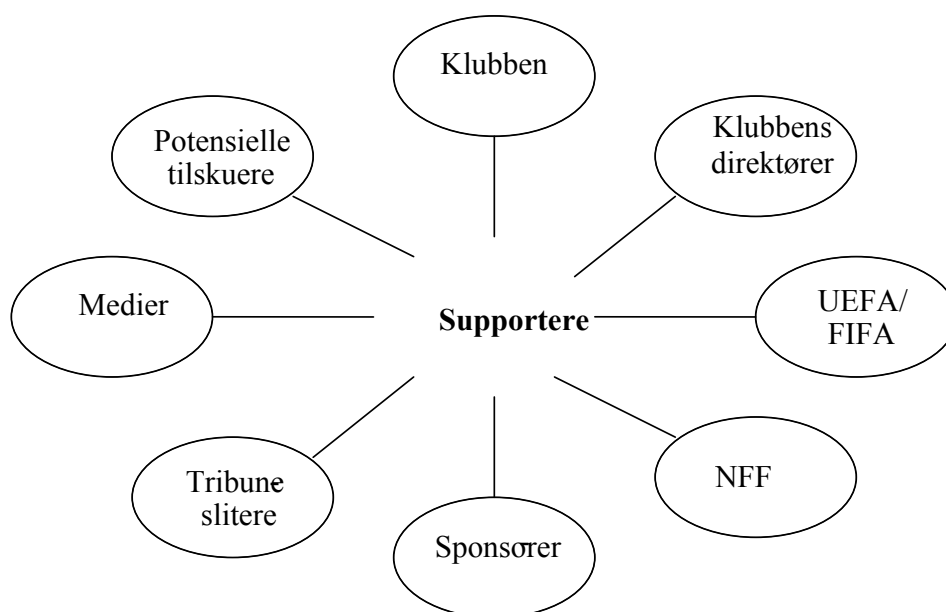 Klubben
Potensielle
tilskuere
Klubbens
direktører
Medier
Supportere
UEFA/
FIFA
Tribune-
slitere
NFF
Sponsorer